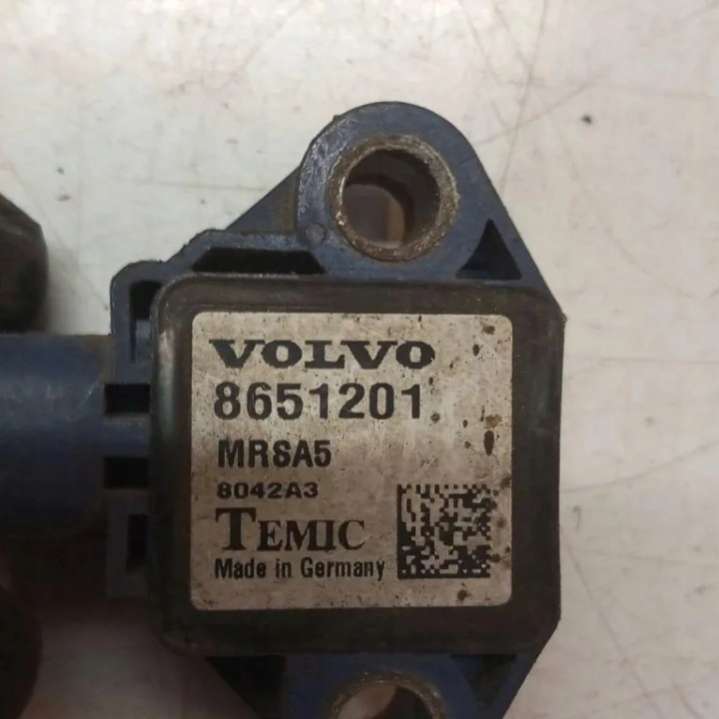 VOLVO
8651201
MRSA5
8042A3
TEMIC
Made in Germany